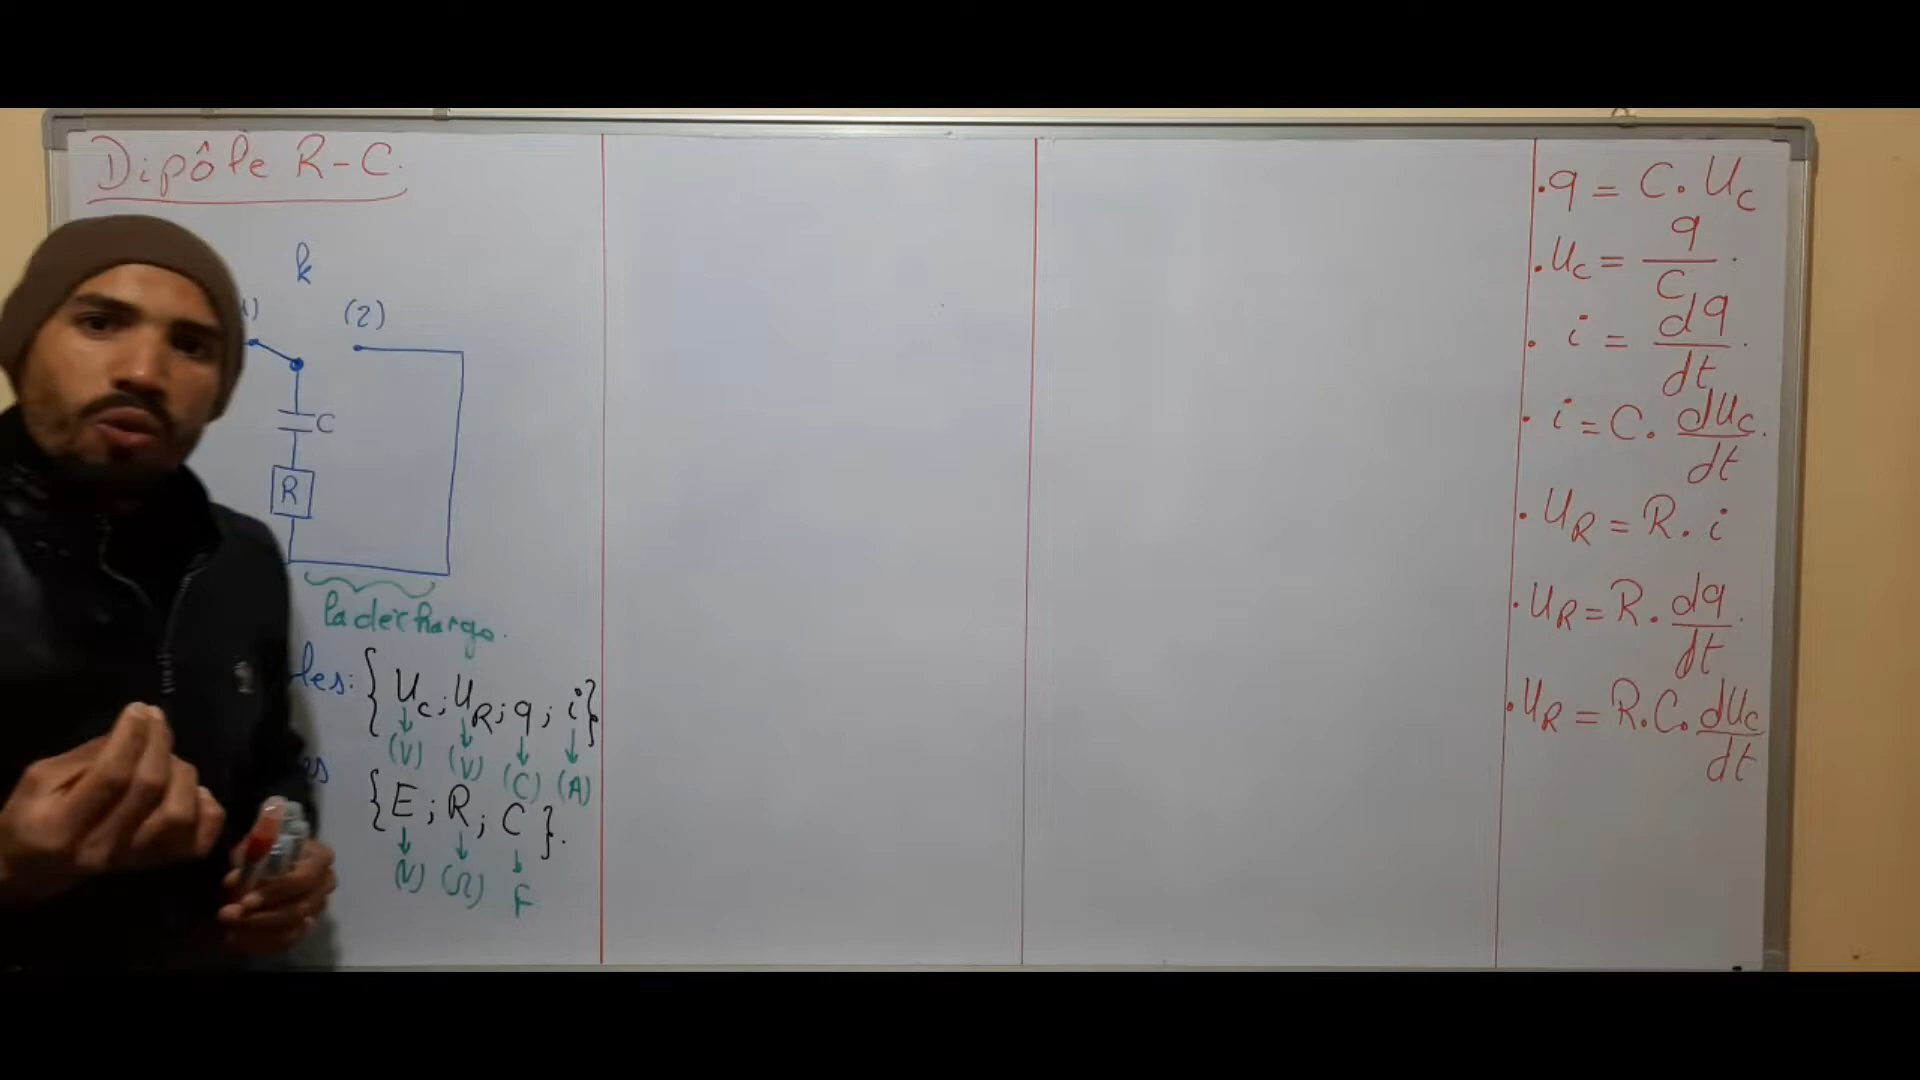 Dipôle R-C.
k
1)
(2)
C
R
la décharge.
les: { Uc ; UR ; q ; i }
↓ ↓ ↓ ↓
(V) (V) (C) (A)
es
{ E ; R ; C }.
↓ ↓ ↓
(V) (Ω) F
. q = C . Uc
. Uc = q/C .
. i = dq/dt .
. i = C . dUc/dt .
. UR = R . i
. UR = R . dq/dt .
. UR = R.C. dUc/dt